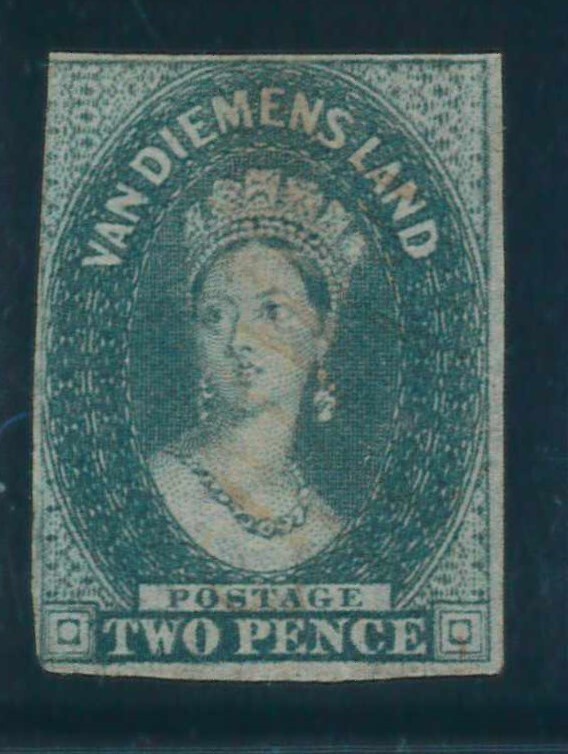 VAN DIEMENS LAND
POSTAGE
TWO PENCE